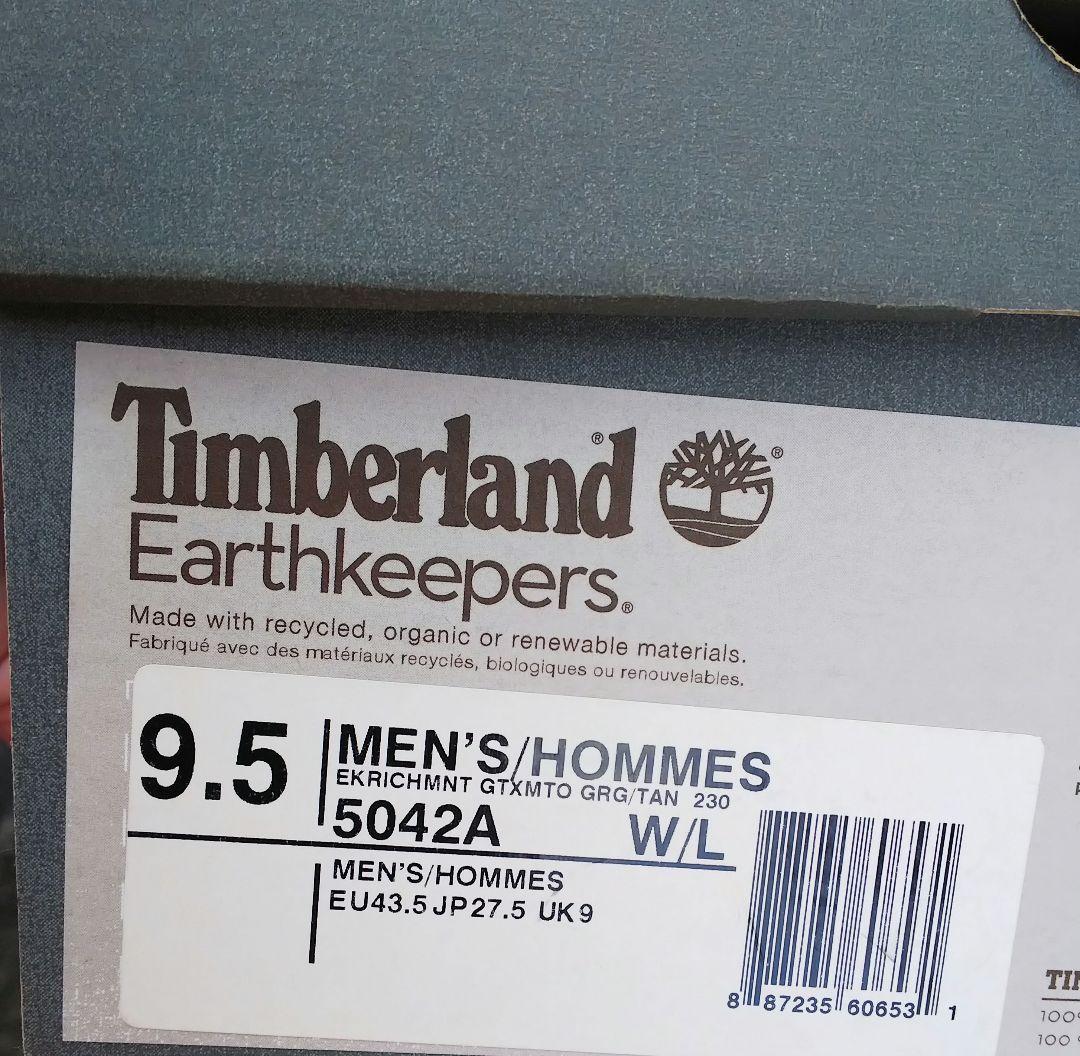 Timberland®
®
Earthkeepers®
Made with recycled, organic or renewable materials.
Fabriqué avec des matériaux recyclés, biologiques ou renouvelables.
9.5
MEN'S/HOMMES
EKRICHMNT GTXMTO GRG/TAN 230
5042A W/L
MEN'S/HOMMES
EU43.5 JP27.5 UK9
8 87235 60653 1